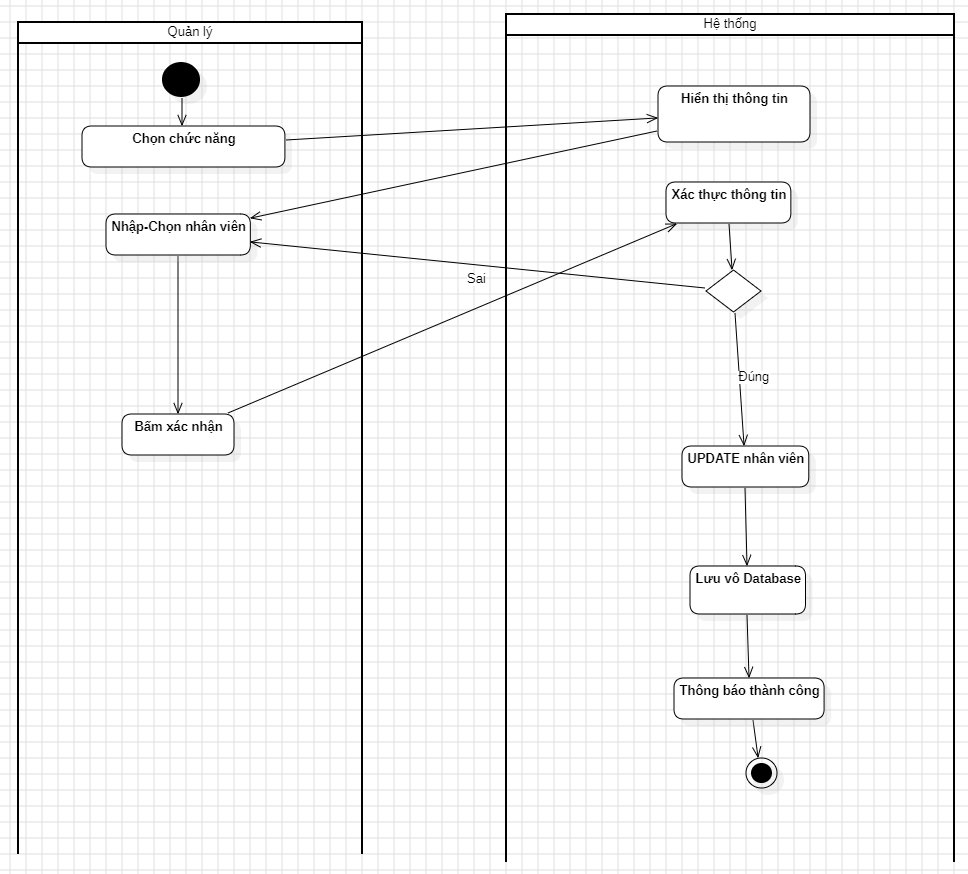 Quản lý
Hệ thống
Chọn chức năng
Hiển thị thông tin
Nhập-Chọn nhân viên
Xác thực thông tin
Sai
Đúng
Bấm xác nhận
UPDATE nhân viên
Lưu vô Database
Thông báo thành công